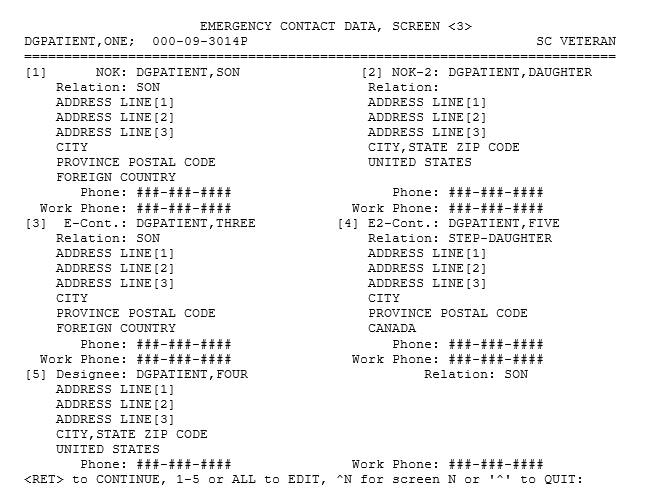 EMERGENCY CONTACT DATA, SCREEN <3>
DGPATIENT,ONE;  000-09-3014P                                    SC VETERAN
==========================================================================
[1]      NOK: DGPATIENT,SON               [2] NOK-2: DGPATIENT,DAUGHTER
    Relation: SON                          Relation:
    ADDRESS LINE[1]                        ADDRESS LINE[1]
    ADDRESS LINE[2]                        ADDRESS LINE[2]
    ADDRESS LINE[3]                        ADDRESS LINE[3]
    CITY                                   CITY,STATE ZIP CODE
    PROVINCE POSTAL CODE                   UNITED STATES
    FOREIGN COUNTRY
       Phone: ###-###-####                    Phone: ###-###-####
  Work Phone: ###-###-####               Work Phone: ###-###-####
[3]  E-Cont.: DGPATIENT,THREE          [4] E2-Cont.: DGPATIENT,FIVE
    Relation: SON                          Relation: STEP-DAUGHTER
    ADDRESS LINE[1]                        ADDRESS LINE[1]
    ADDRESS LINE[2]                        ADDRESS LINE[2]
    ADDRESS LINE[3]                        ADDRESS LINE[3]
    CITY                                   CITY
    PROVINCE POSTAL CODE                   PROVINCE POSTAL CODE
    FOREIGN COUNTRY                        CANADA
       Phone: ###-###-####                    Phone: ###-###-####
  Work Phone: ###-###-####               Work Phone: ###-###-####
[5] Designee: DGPATIENT,FOUR                      Relation: SON
    ADDRESS LINE[1]
    ADDRESS LINE[2]
    ADDRESS LINE[3]
    CITY,STATE ZIP CODE
    UNITED STATES
       Phone: ###-###-####               Work Phone: ###-###-####
<RET> to CONTINUE, 1-5 or ALL to EDIT, ^N for screen N or '^' to QUIT: